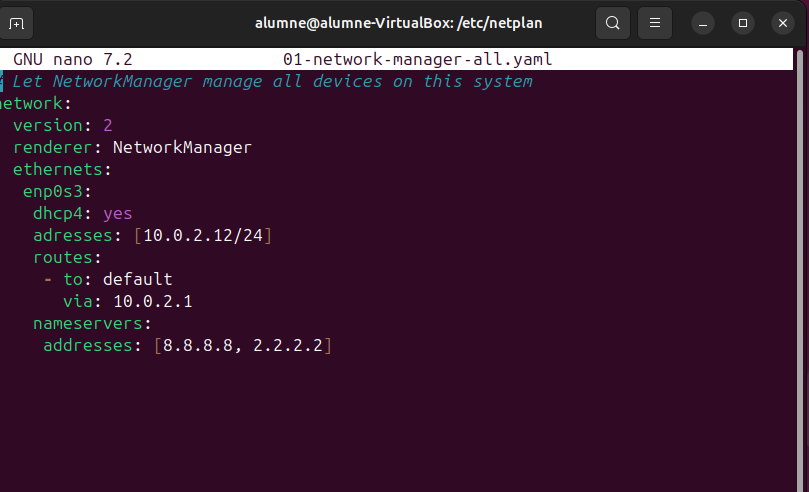 alumne@alumne-VirtualBox: /etc/netplan
GNU nano 7.2 01-network-manager-all.yaml
# Let NetworkManager manage all devices on this system
network:
  version: 2
  renderer: NetworkManager
  ethernets:
   enp0s3:
    dhcp4: yes
    adresses: [10.0.2.12/24]
    routes:
     - to: default
       via: 10.0.2.1
    nameservers:
     addresses: [8.8.8.8, 2.2.2.2]